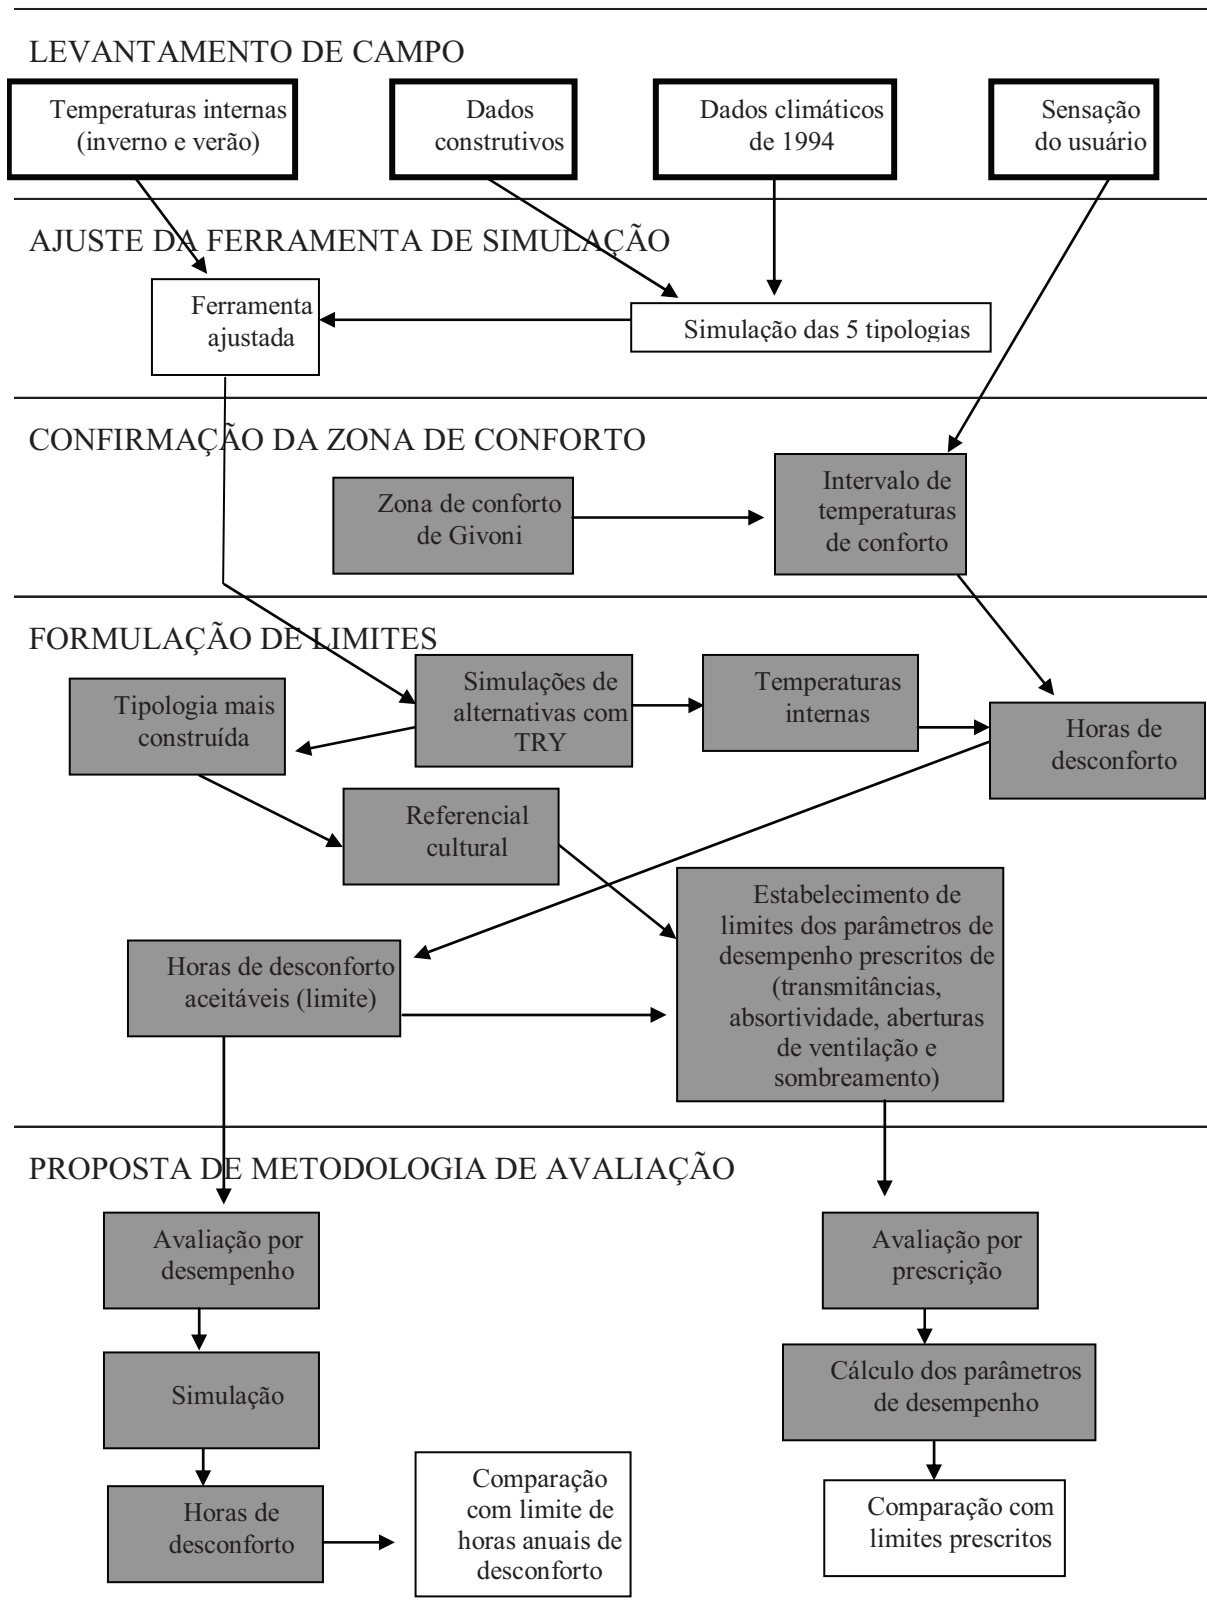 LEVANTAMENTO DE CAMPO
Temperaturas internas
(inverno e verão)
Dados
construtivos
Dados climáticos
de 1994
Sensação
do usuário
AJUSTE DA FERRAMENTA DE SIMULAÇÃO
Ferramenta
ajustada
Simulação das 5 tipologias
CONFIRMAÇÃO DA ZONA DE CONFORTO
Zona de conforto
de Givoni
Intervalo de
temperaturas
de conforto
FORMULAÇÃO DE LIMITES
Tipologia mais
construída
Simulações de
alternativas com
TRY
Temperaturas
internas
Horas de
desconforto
Referencial
cultural
Horas de desconforto
aceitáveis (limite)
Estabelecimento de
limites dos parâmetros de
desempenho prescritos de
(transmitâncias,
absortividade, aberturas
de ventilação e
sombreamento)
PROPOSTA DE METODOLOGIA DE AVALIAÇÃO
Avaliação por
desempenho
Simulação
Horas de
desconforto
Comparação
com limite de
horas anuais de
desconforto
Avaliação por
prescrição
Cálculo dos parâmetros
de desempenho
Comparação com
limites prescritos